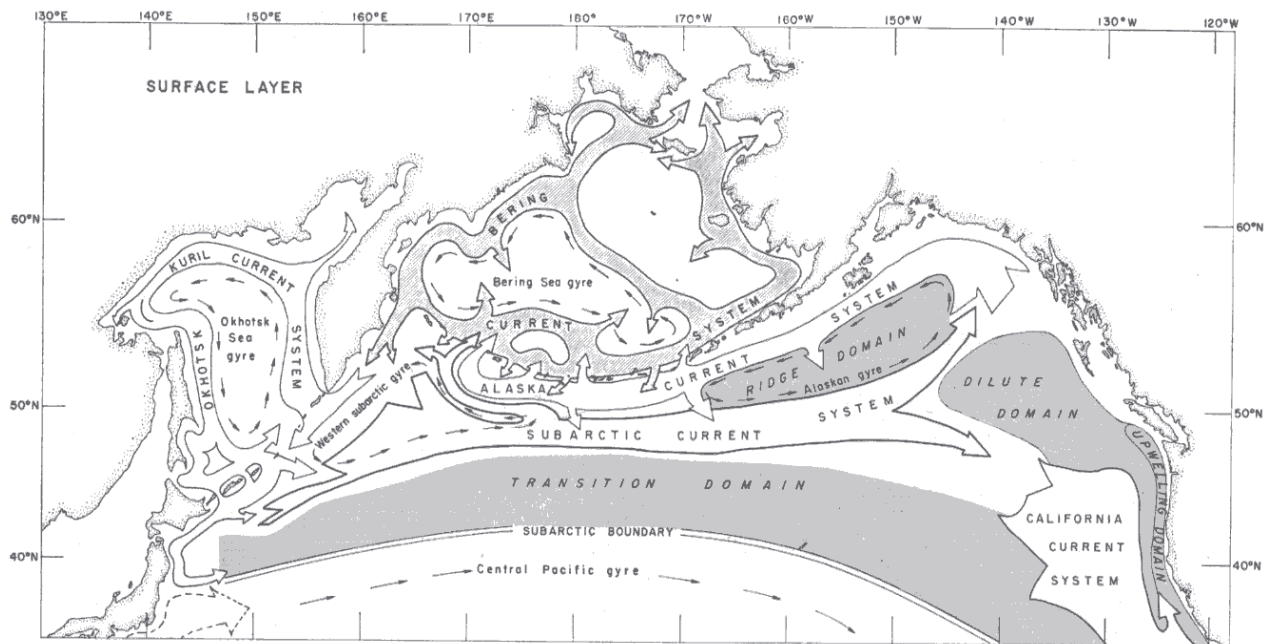 130°E 140°E 150°E 160°E 170°E 180° 170°W 160°W 150°W 140°W 130°W 120°W
SURFACE LAYER
60°N
60°N
BERING
KURIL CURRENT
Bering Sea gyre
SYSTEM
Okhotsk
Sea
gyre
SYSTEM
CURRENT
SYSTEM
OKHOTSK
Western subarctic gyre
ALASKA
CURRENT
RIDGE DOMAIN
Alaskan gyre
DILUTE
DOMAIN
50°N
50°N
SUBARCTIC CURRENT
SYSTEM
UPWELLING DOMAIN
TRANSITION DOMAIN
SUBARCTIC BOUNDARY
CALIFORNIA
CURRENT
SYSTEM
40°N
40°N
Central Pacific gyre